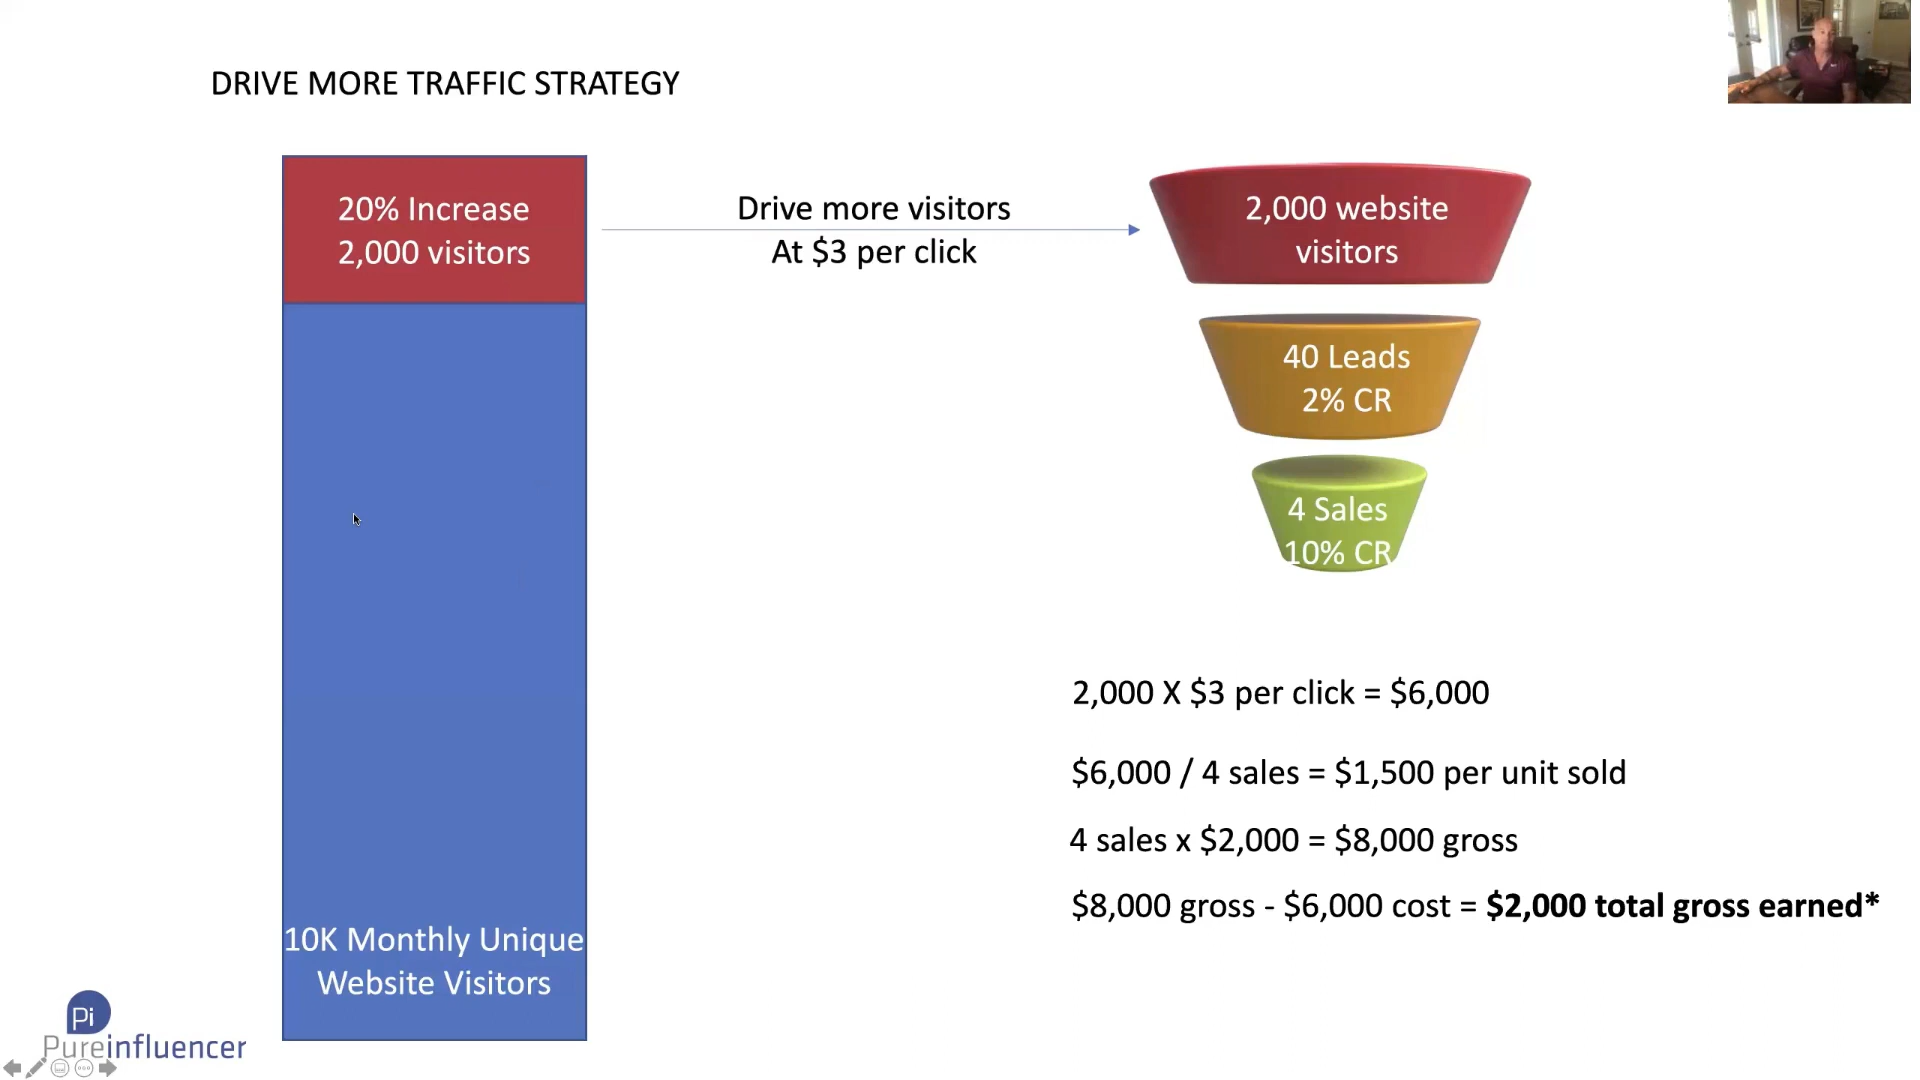 DRIVE MORE TRAFFIC STRATEGY
20% Increase
2,000 visitors
Drive more visitors
At $3 per click
2,000 website
visitors
40 Leads
2% CR
4 Sales
10% CR
2,000 X $3 per click = $6,000
$6,000 / 4 sales = $1,500 per unit sold
4 sales x $2,000 = $8,000 gross
$8,000 gross - $6,000 cost = $2,000 total gross earned*
10K Monthly Unique
Website Visitors
Pi
Pureinfluencer